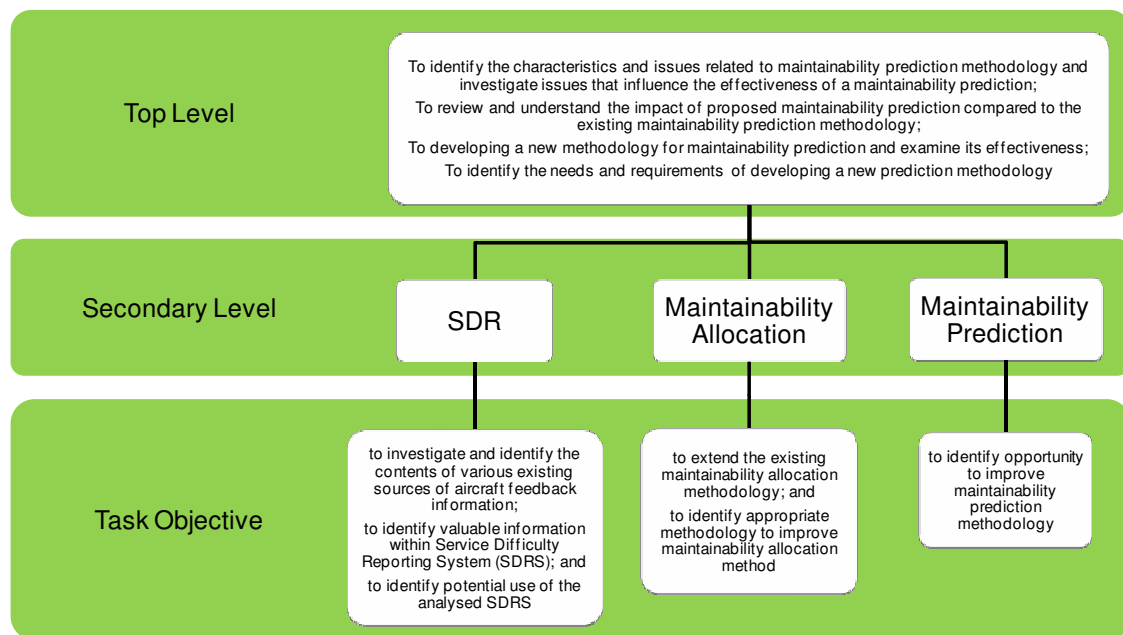 Top Level
To identify the characteristics and issues related to maintainability prediction methodology and
investigate issues that influence the effectiveness of a maintainability prediction;
To review and understand the impact of proposed maintainability prediction compared to the
existing maintainability prediction methodology;
To developing a new methodology for maintainability prediction and examine its effectiveness;
To identify the needs and requirements of developing a new prediction methodology
Secondary Level
SDR
Maintainability
Allocation
Maintainability
Prediction
Task Objective
to investigate and identify the
contents of various existing
sources of aircraft feedback
information;
to identify valuable information
within Service Difficulty
Reporting System (SDRS); and
to identify potential use of the
analysed SDRS
to extend the existing
maintainability allocation
methodology; and
to identify appropriate
methodology to improve
maintainability allocation
method
to identify opportunity
to improve
maintainability
prediction
methodology